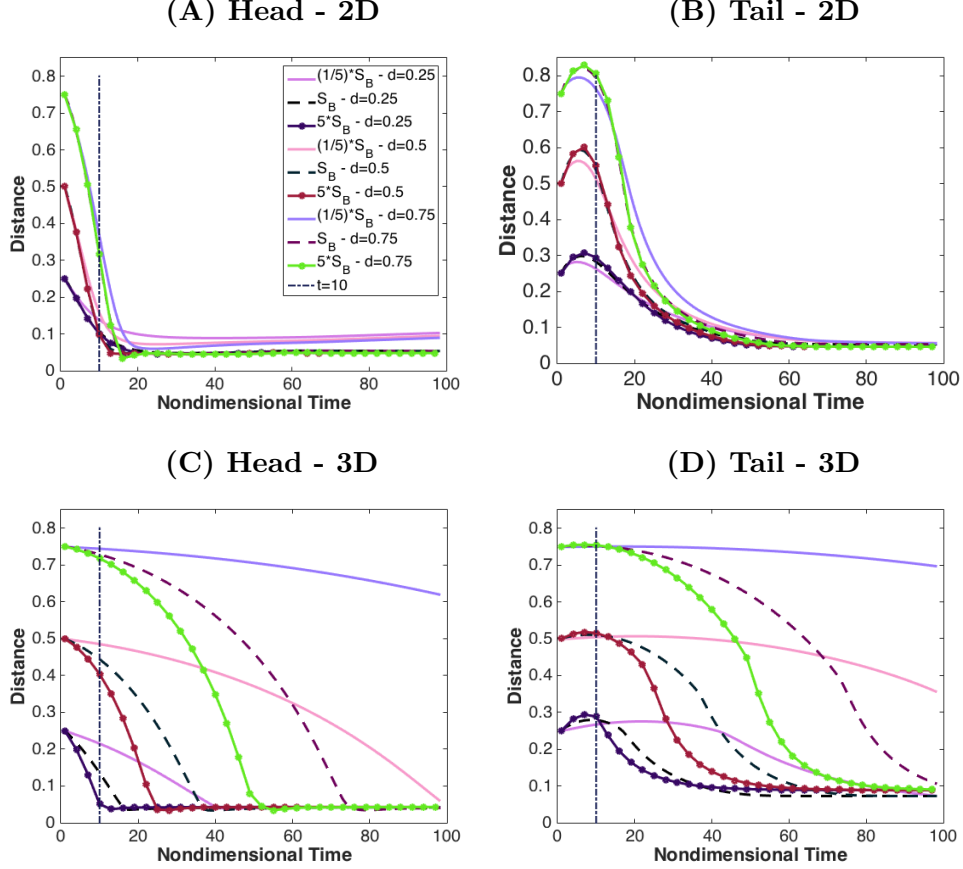 (A) Head - 2D
(B) Tail - 2D
Distance
0.8
0.7
0.6
0.5
0.4
0.3
0.2
0.1
0
0 20 40 60 80 100
Nondimensional Time
(1/5)*S_B - d=0.25
S_B - d=0.25
5*S_B - d=0.25
(1/5)*S_B - d=0.5
S_B - d=0.5
5*S_B - d=0.5
(1/5)*S_B - d=0.75
S_B - d=0.75
5*S_B - d=0.75
t=10
Distance
0.8
0.7
0.6
0.5
0.4
0.3
0.2
0.1
0
0 20 40 60 80 100
Nondimensional Time
(C) Head - 3D
(D) Tail - 3D
Distance
0.8
0.7
0.6
0.5
0.4
0.3
0.2
0.1
0
0 20 40 60 80 100
Nondimensional Time
Distance
0.8
0.7
0.6
0.5
0.4
0.3
0.2
0.1
0
0 20 40 60 80 100
Nondimensional Time